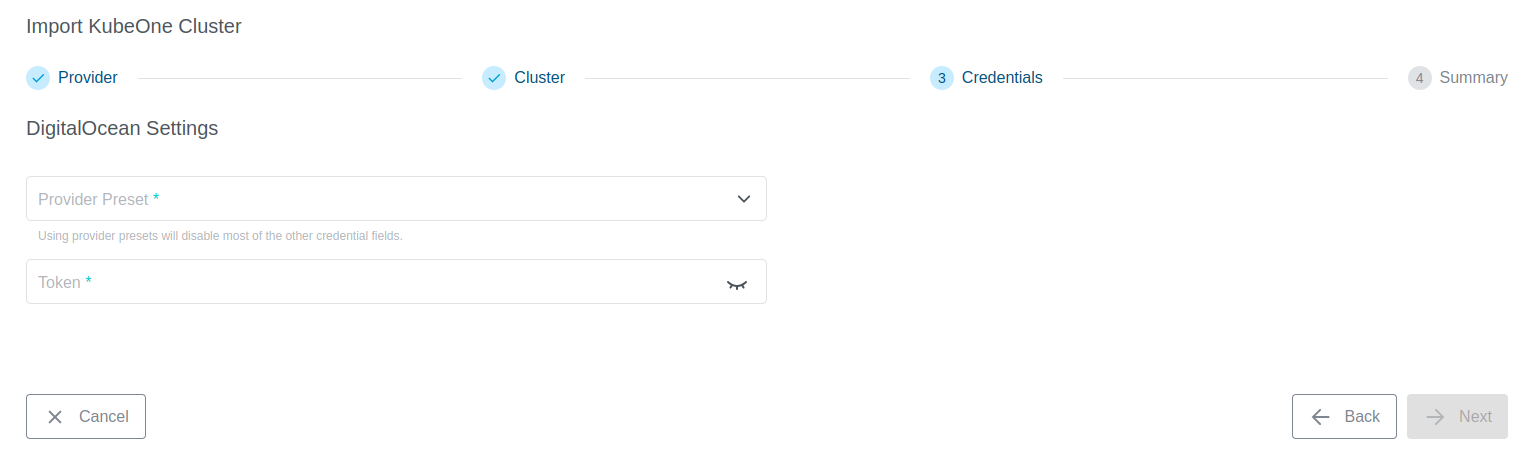 Import KubeOne Cluster
Provider Cluster 3 Credentials 4 Summary
DigitalOcean Settings
Provider Preset *
Using provider presets will disable most of the other credential fields.
Token *
Cancel Back Next